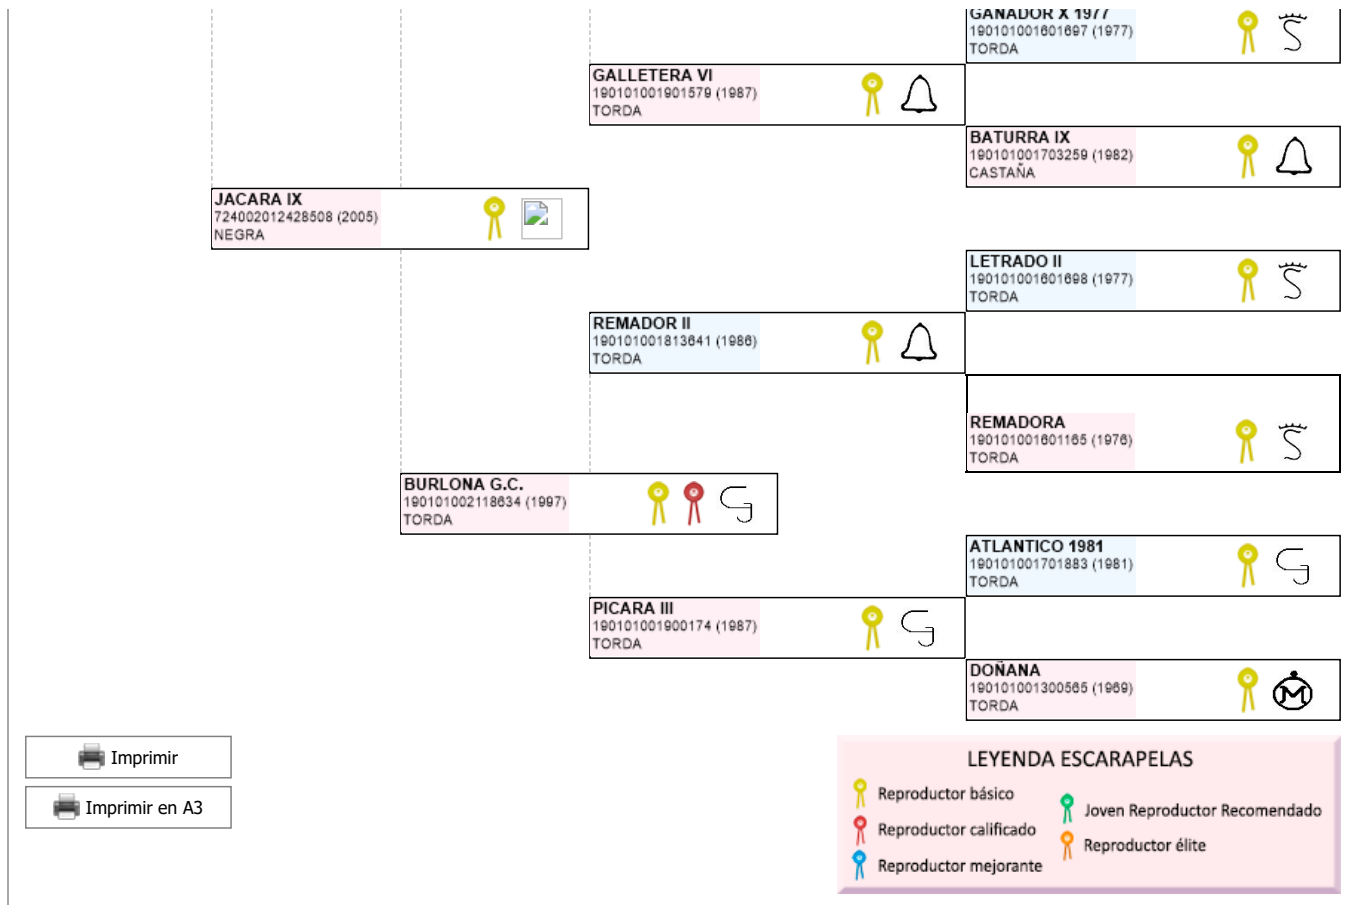 GANADOR X 1977
190101001601697 (1977)
TORDA
GALLETERA VI
190101001901579 (1987)
TORDA
BATURRA IX
190101001703259 (1982)
CASTAÑA
JACARA IX
724002012428508 (2005)
NEGRA
LETRADO II
190101001601698 (1977)
TORDA
REMADOR II
190101001813641 (1986)
TORDA
REMADORA
190101001601165 (1976)
TORDA
BURLONA G.C.
190101002118634 (1997)
TORDA
ATLANTICO 1981
190101001701883 (1981)
TORDA
PICARA III
190101001900174 (1987)
TORDA
DOÑANA
190101001300565 (1969)
TORDA
Imprimir
Imprimir en A3
LEYENDA ESCARAPELAS
Reproductor básico
Reproductor calificado
Reproductor mejorante
Joven Reproductor Recomendado
Reproductor élite